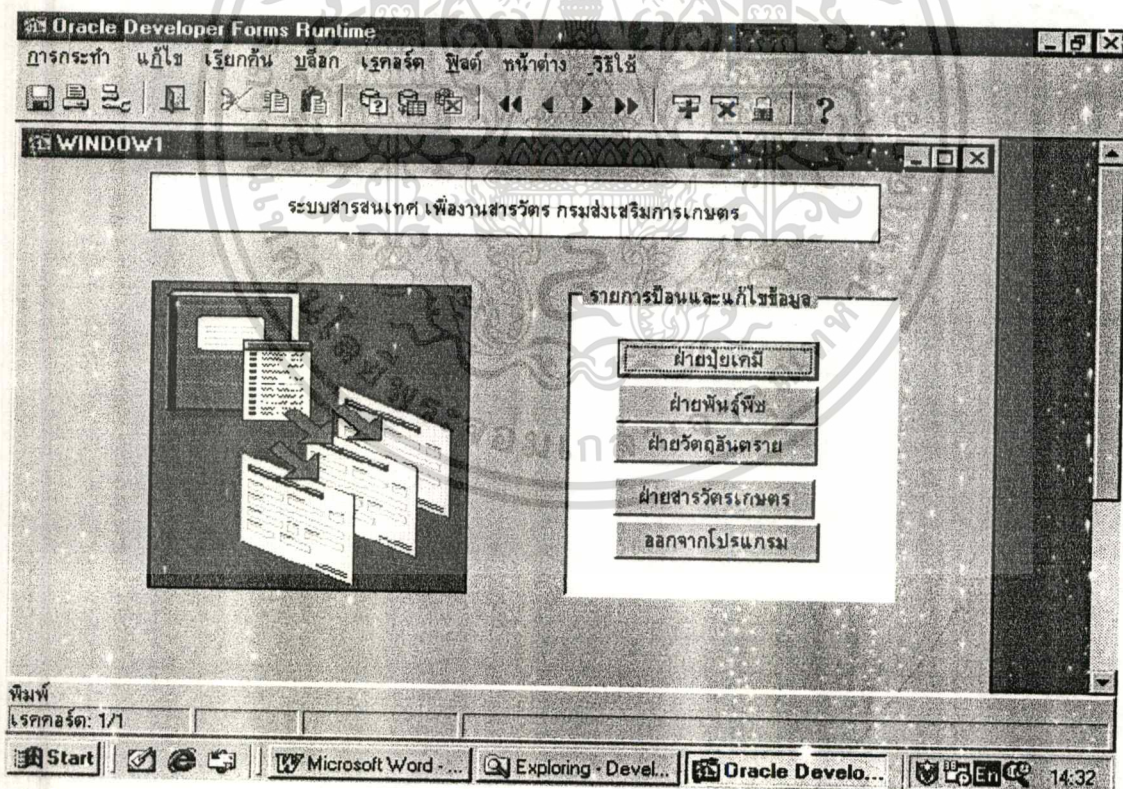 Oracle Developer Forms Runtime
การกระทำ แก้ไข เรียกค้น บล็อก เรคอร์ด ฟิลด์ หน้าต่าง วิธีใช้
WINDOW1
ระบบสารสนเทศ เพื่องานสารวัตร กรมส่งเสริมการเกษตร
รายการป้อนและแก้ไขข้อมูล
ฝ่ายปุ๋ยเคมี
ฝ่ายพันธุ์พืช
ฝ่ายวัตถุอันตราย
ฝ่ายสารวัตรเกษตร
ออกจากโปรแกรม
พิมพ์
เรคคอร์ด: 1/1
Start Microsoft Word - ... Exploring - Devel... Oracle Develo... En 14:32